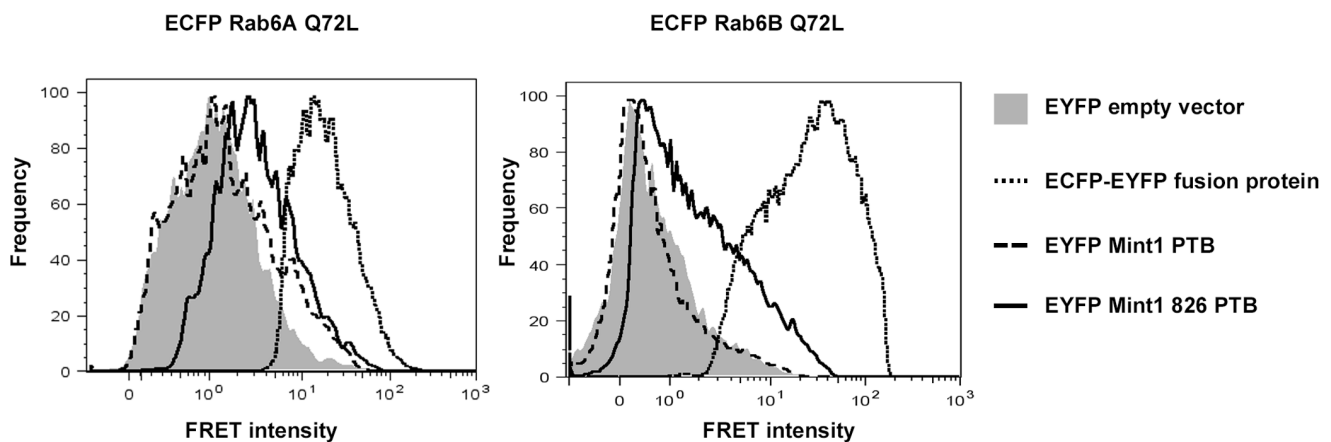 ECFP Rab6A Q72L
ECFP Rab6B Q72L
Frequency
100
80
60
40
20
0
0 10⁰ 10¹ 10² 10³
FRET intensity
Frequency
100
80
60
40
20
0
0 10⁰ 10¹ 10² 10³
FRET intensity
EYFP empty vector
ECFP-EYFP fusion protein
EYFP Mint1 PTB
EYFP Mint1 826 PTB